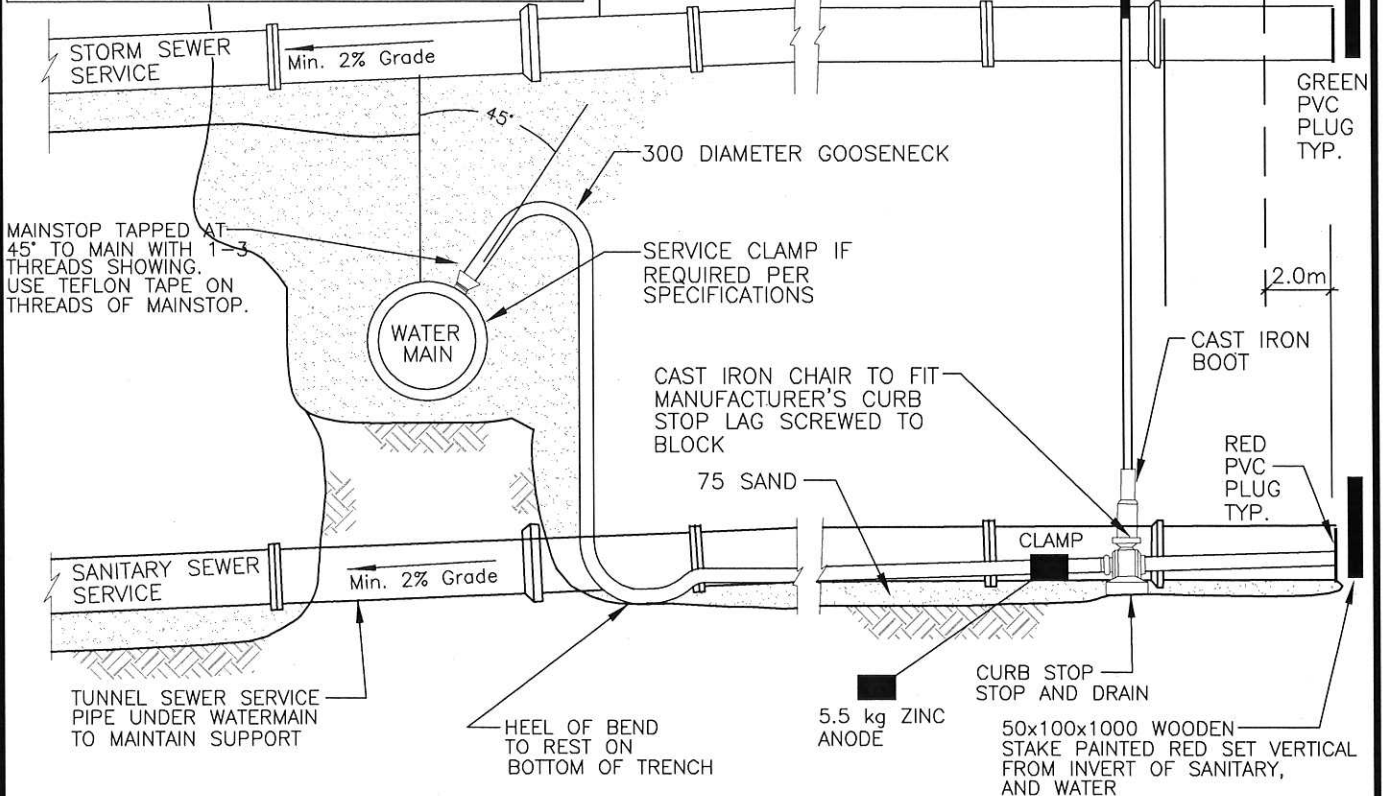 STORM SEWER
SERVICE
Min. 2% Grade
GREEN
PVC
PLUG
TYP.
45°
300 DIAMETER GOOSENECK
MAINSTOP TAPPED AT
45° TO MAIN WITH 1-3
THREADS SHOWING.
USE TEFLON TAPE ON
THREADS OF MAINSTOP.
SERVICE CLAMP IF
REQUIRED PER
SPECIFICATIONS
2.0m
WATER
MAIN
CAST IRON
BOOT
CAST IRON CHAIR TO FIT
MANUFACTURER'S CURB
STOP LAG SCREWED TO
BLOCK
75 SAND
RED
PVC
PLUG
TYP.
CLAMP
SANITARY SEWER
SERVICE
Min. 2% Grade
TUNNEL SEWER SERVICE
PIPE UNDER WATERMAIN
TO MAINTAIN SUPPORT
HEEL OF BEND
TO REST ON
BOTTOM OF TRENCH
5.5 kg ZINC
ANODE
CURB STOP
STOP AND DRAIN
50x100x1000 WOODEN
STAKE PAINTED RED SET VERTICAL
FROM INVERT OF SANITARY,
AND WATER